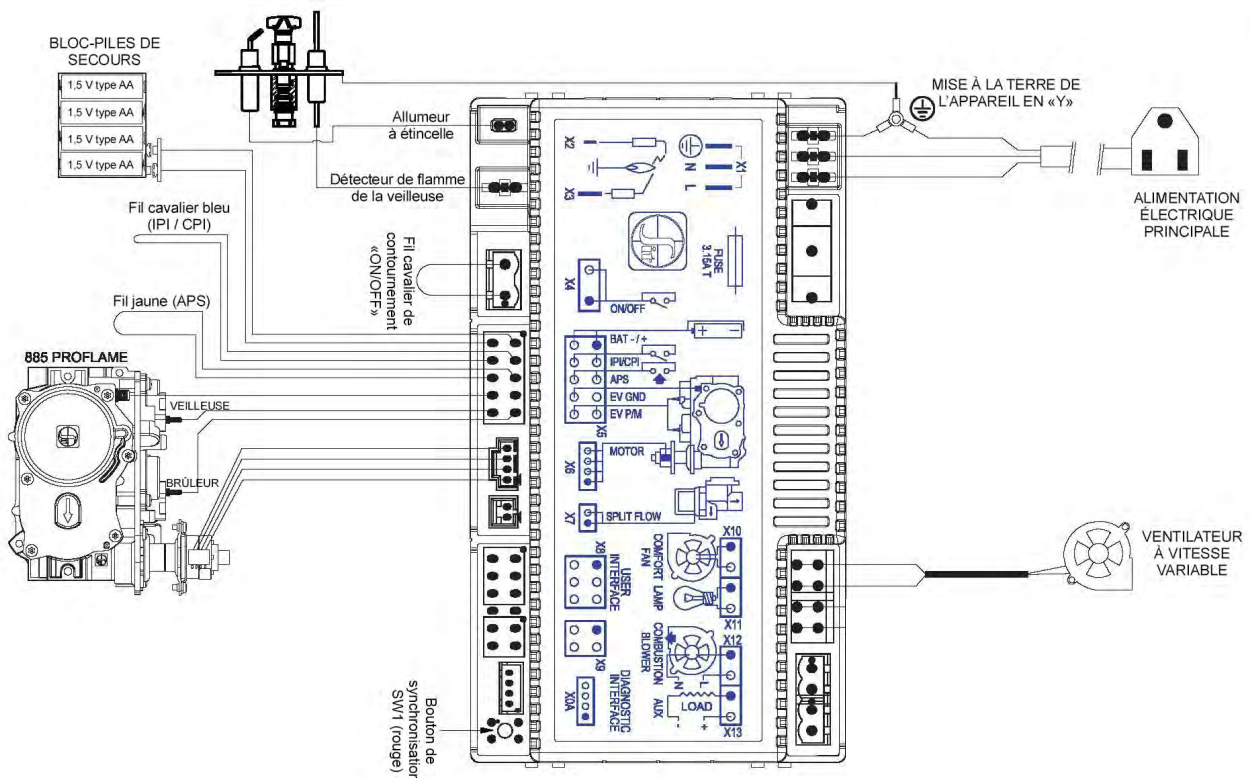 BLOC-PILES DE
SECOURS
1,5 V type AA
1,5 V type AA
1,5 V type AA
1,5 V type AA
Allumeur
à étincelle
Détecteur de flamme
de la veilleuse
Fil cavalier bleu
(IPI / CPI)
Fil cavalier de
contournement
«ON/OFF»
Fil jaune (APS)
885 PROFLAME
VEILLEUSE
BRÛLEUR
Bouton de
synchronisation
SW1 (rouge)
X2
X3
N
L
X1
FUSE
3.15A T
X4
ON/OFF
BAT - / +
IPI/CPI
APS
EV GND
EV P/M
X5
MOTOR
X6
SPLIT FLOW
X7
X8
USER
INTERFACE
X9
DIAGNOSTIC
INTERFACE
X0A
X10
COMFORT
FAN
LAMP
X11
X12
COMBUSTION
BLOWER
N
L
AUX
LOAD
- +
X13
MISE À LA TERRE DE
L'APPAREIL EN «Y»
ALIMENTATION
ÉLECTRIQUE
PRINCIPALE
VENTILATEUR
À VITESSE
VARIABLE